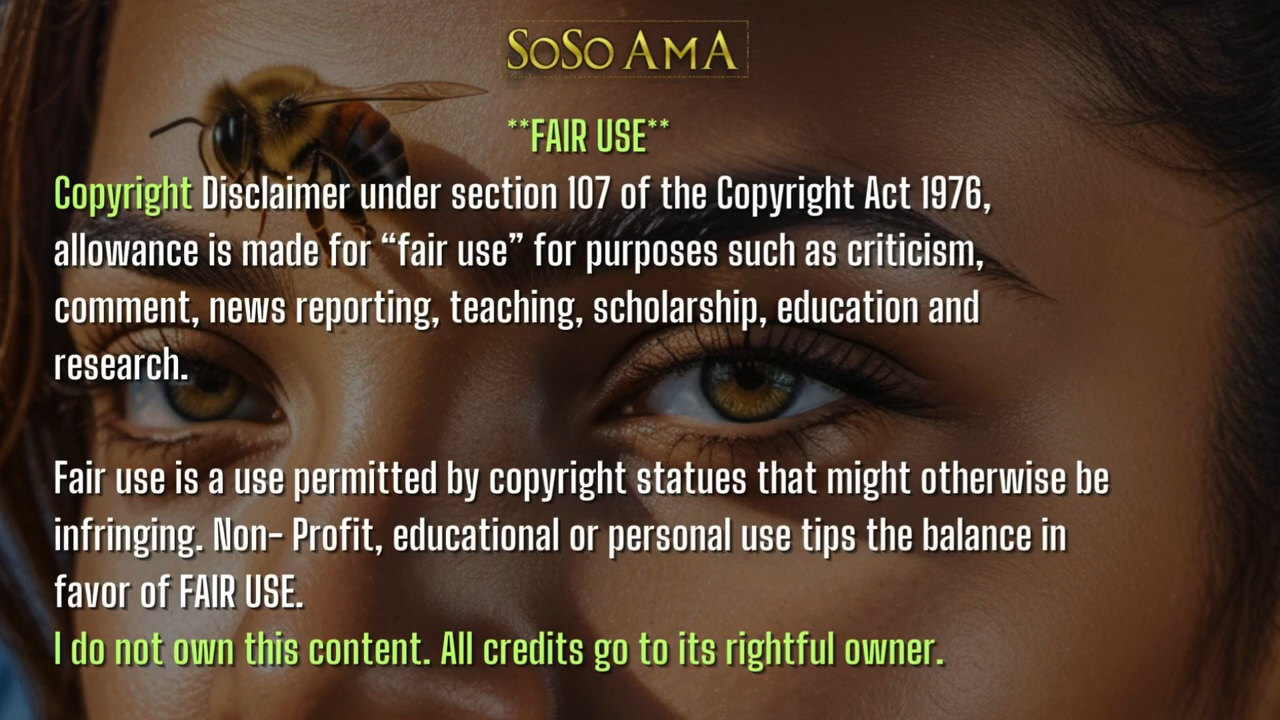 SoSo AmA
**FAIR USE**
Copyright Disclaimer under section 107 of the Copyright Act 1976,
allowance is made for “fair use” for purposes such as criticism,
comment, news reporting, teaching, scholarship, education and
research.
Fair use is a use permitted by copyright statues that might otherwise be
infringing. Non- Profit, educational or personal use tips the balance in
favor of FAIR USE.
I do not own this content. All credits go to its rightful owner.